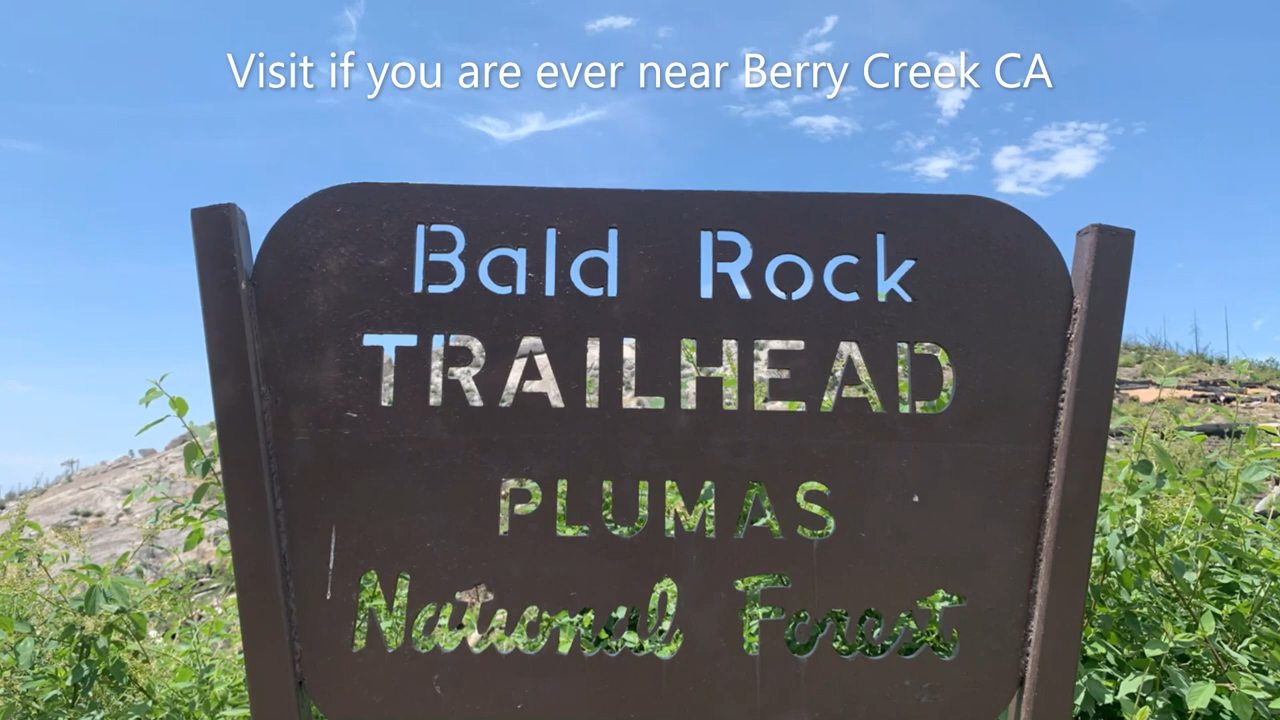 Visit if you are ever near Berry Creek CA
Bald Rock
TRAILHEAD
PLUMAS
National Forest